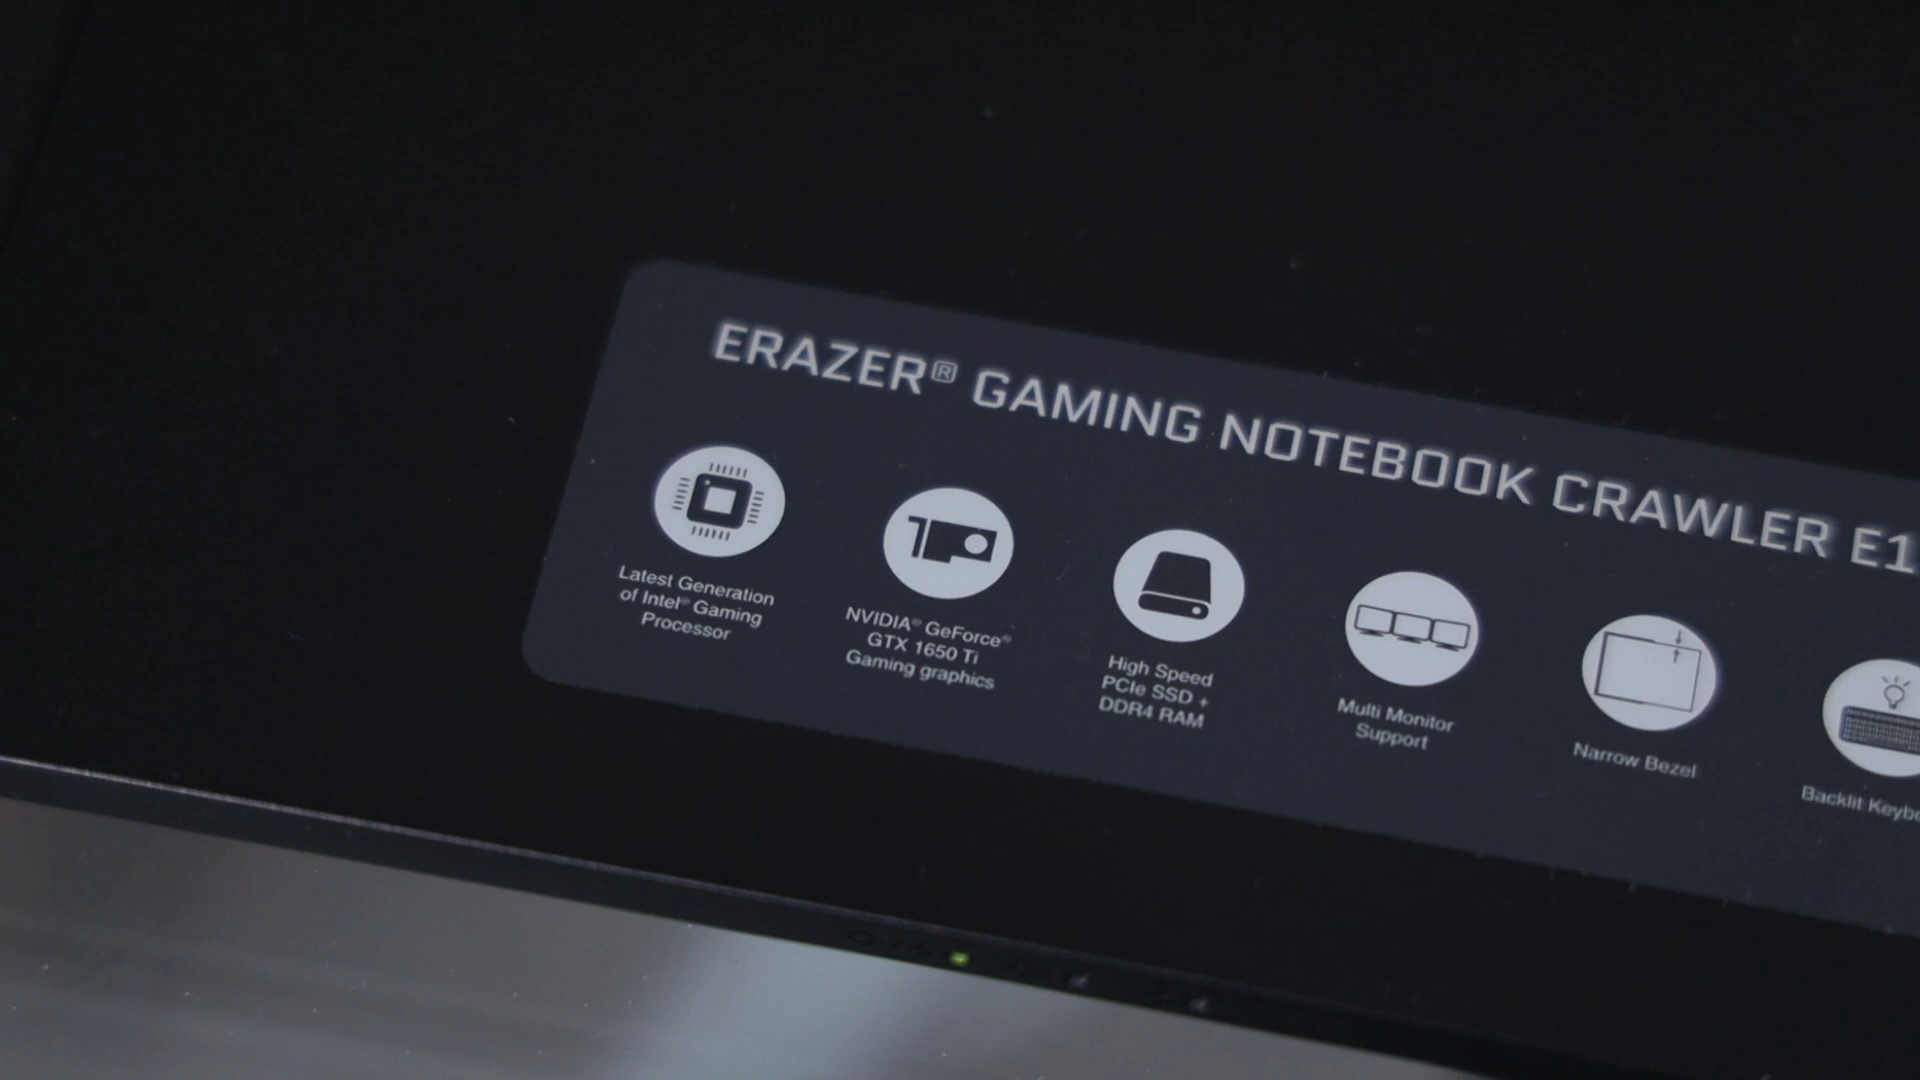 ERAZER® GAMING NOTEBOOK CRAWLER E1
Latest Generation
of Intel® Gaming
Processor
NVIDIA® GeForce®
GTX 1650 Ti
Gaming graphics
High Speed
PCIe SSD +
DDR4 RAM
Multi Monitor
Support
Narrow Bezel
Backlit